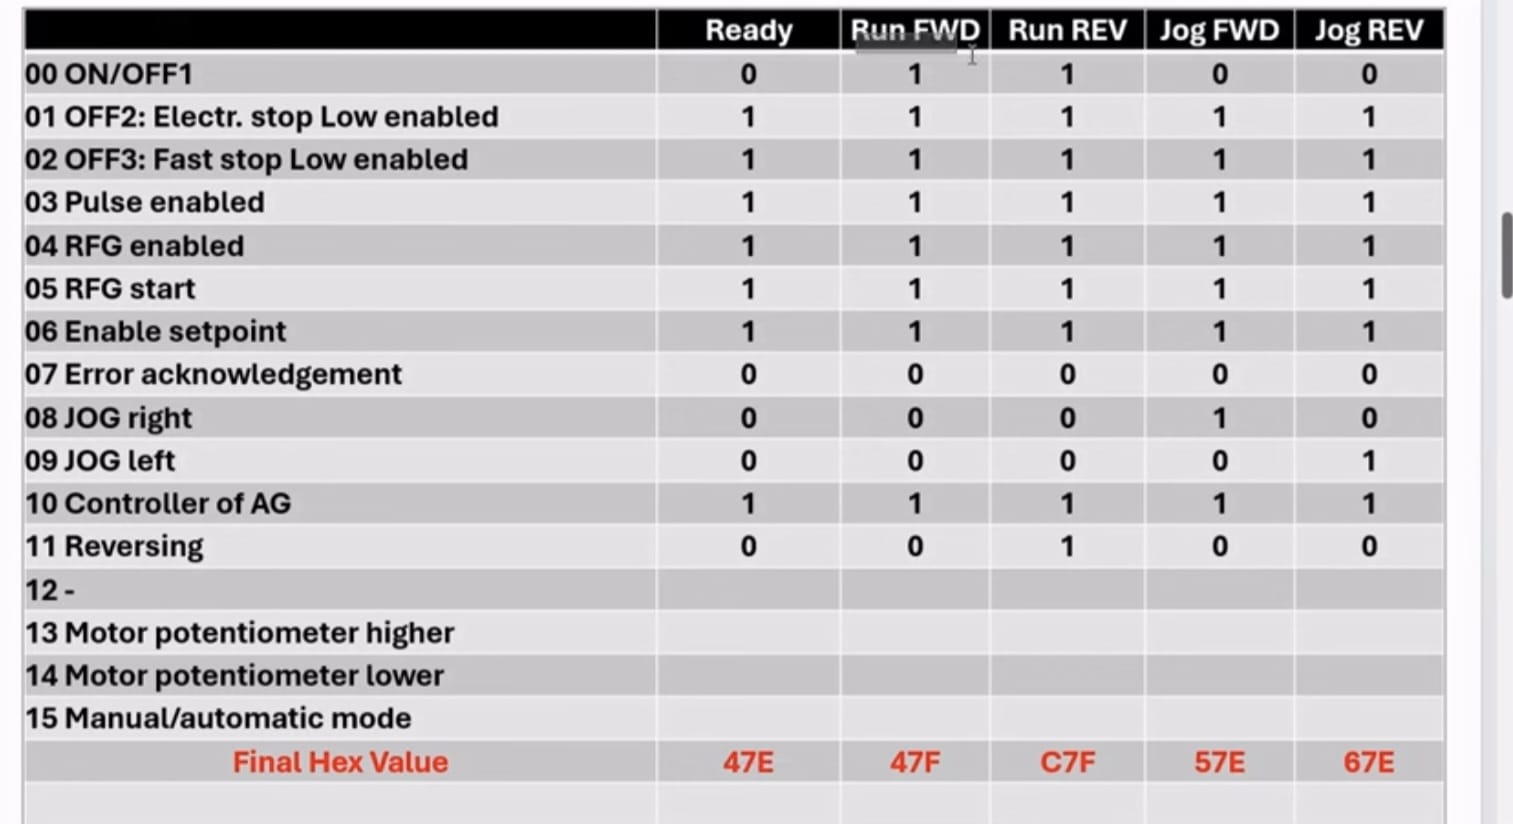 Ready Run FWD Run REV Jog FWD Jog REV
00 ON/OFF1 0 1 1 0 0
01 OFF2: Electr. stop Low enabled 1 1 1 1 1
02 OFF3: Fast stop Low enabled 1 1 1 1 1
03 Pulse enabled 1 1 1 1 1
04 RFG enabled 1 1 1 1 1
05 RFG start 1 1 1 1 1
06 Enable setpoint 1 1 1 1 1
07 Error acknowledgement 0 0 0 0 0
08 JOG right 0 0 0 1 0
09 JOG left 0 0 0 0 1
10 Controller of AG 1 1 1 1 1
11 Reversing 0 0 1 0 0
12 -
13 Motor potentiometer higher
14 Motor potentiometer lower
15 Manual/automatic mode
Final Hex Value 47E 47F C7F 57E 67E